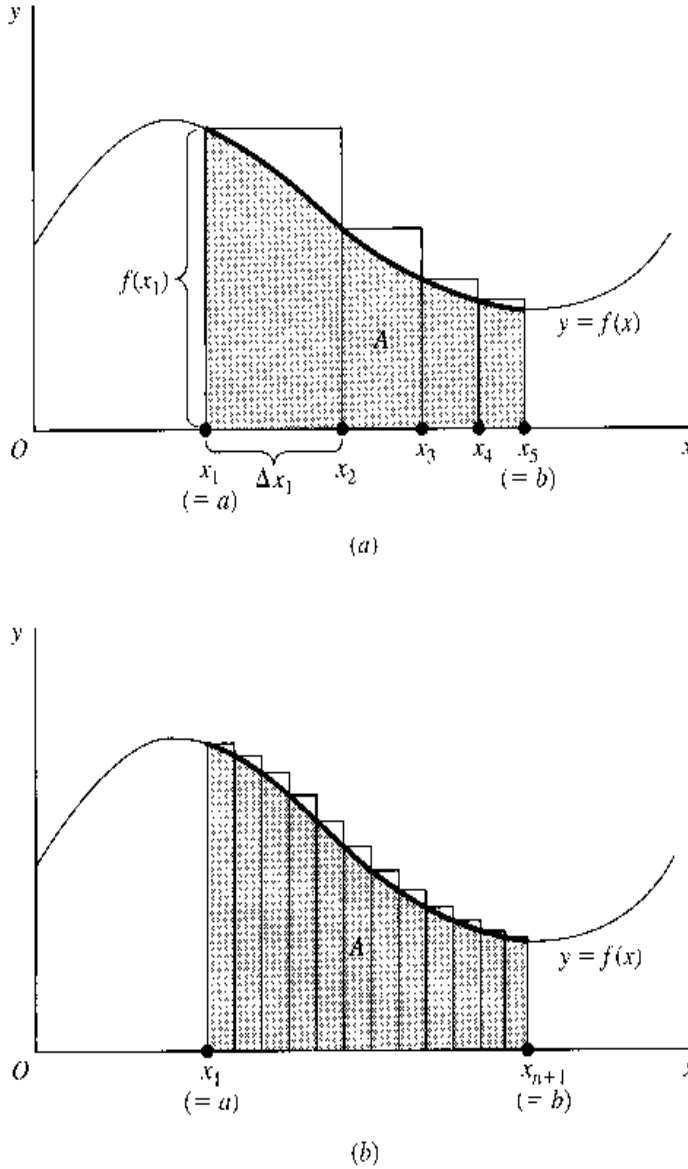 y
f(x₁)
A
y = f(x)
O x₁ Δx₁ x₂ x₃ x₄ x₅ x
(= a) (= b)
(a)
y
A
y = f(x)
O x₁ xₙ₊₁ x
(= a) (= b)
(b)